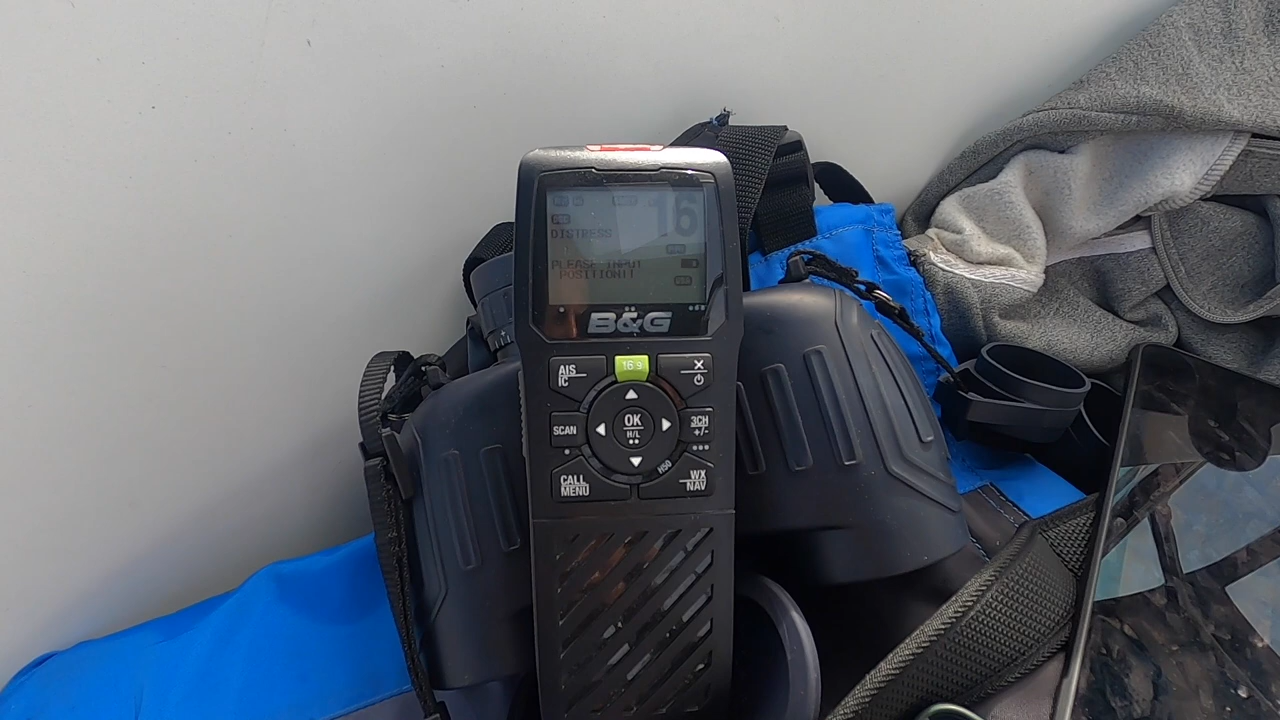 16
DISTRESS
PLEASE INPUT
POSITION!!
B&G
AIS
IC
16 9
X
SCAN
OK
H/L
3CH
+/-
H50
CALL
MENU
WX
NAV